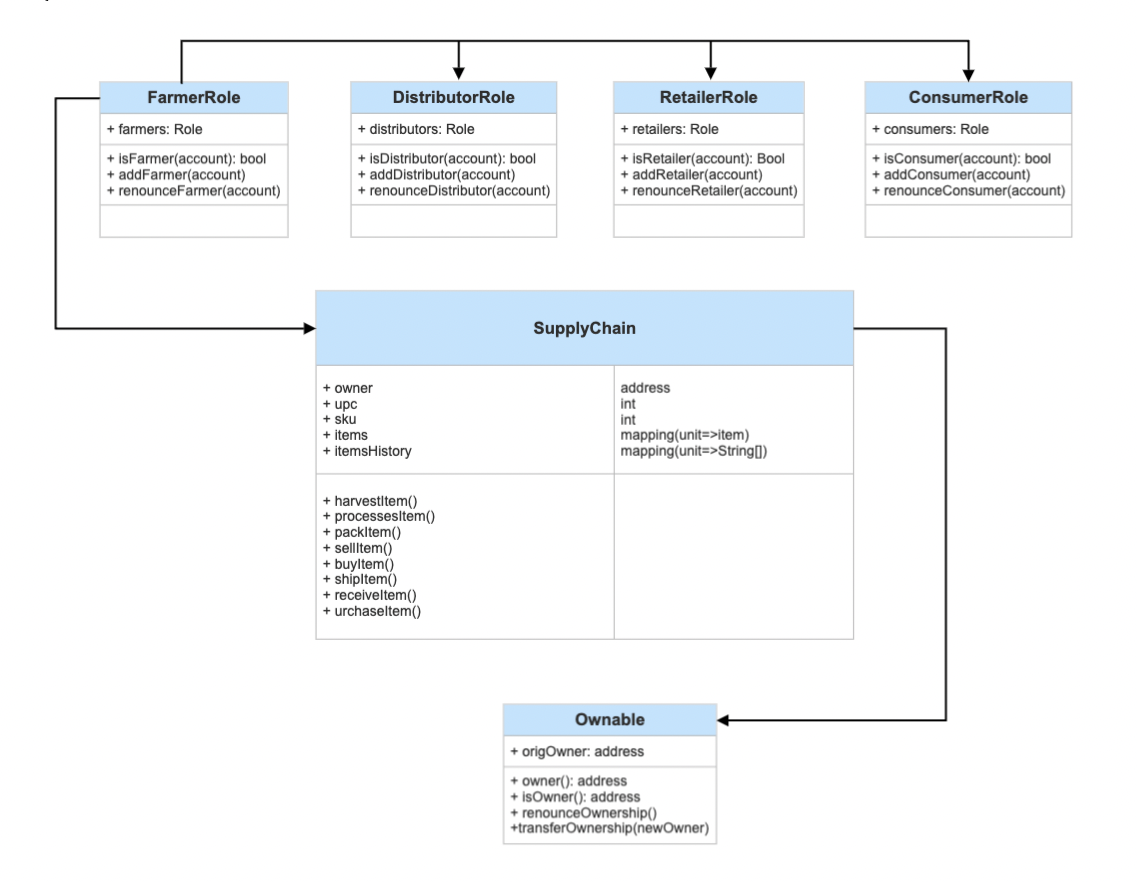 FarmerRole
+ farmers: Role
+ isFarmer(account): bool
+ addFarmer(account)
+ renounceFarmer(account)
DistributorRole
+ distributors: Role
+ isDistributor(account): bool
+ addDistributor(account)
+ renounceDistributor(account)
RetailerRole
+ retailers: Role
+ isRetailer(account): Bool
+ addRetailer(account)
+ renounceRetailer(account)
ConsumerRole
+ consumers: Role
+ isConsumer(account): bool
+ addConsumer(account)
+ renounceConsumer(account)
SupplyChain
+ owner address
+ upc int
+ sku int
+ items mapping(unit=>item)
+ itemsHistory mapping(unit=>String[])
+ harvestItem()
+ processesItem()
+ packItem()
+ sellItem()
+ buyItem()
+ shipItem()
+ receiveItem()
+ urchaseItem()
Ownable
+ origOwner: address
+ owner(): address
+ isOwner(): address
+ renounceOwnership()
+transferOwnership(newOwner)